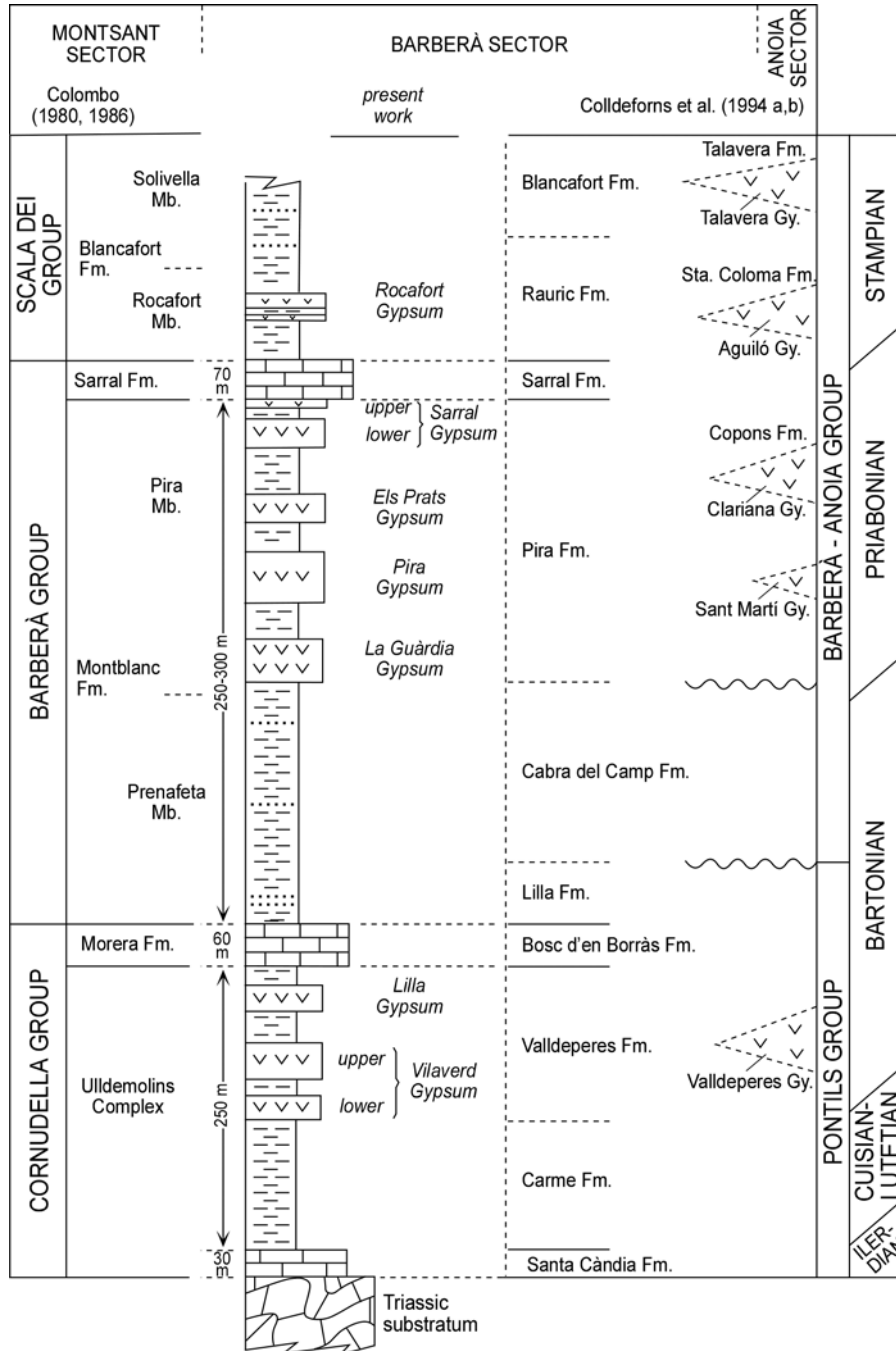 MONTSANT
SECTOR
BARBERÀ SECTOR
ANOIA
SECTOR
Colombo
(1980, 1986)
present
work
Colldeforns et al. (1994 a,b)
SCALA DEI
GROUP
Solivella
Mb.
Blancafort
Fm.
Rocafort
Mb.
Rocafort
Gypsum
Blancafort Fm.
Rauric Fm.
Talavera Fm.
Talavera Gy.
Sta. Coloma Fm.
Aguiló Gy.
STAMPIAN
BARBERÀ GROUP
Sarral Fm.
70
m
Sarral Fm.
upper
lower
Sarral
Gypsum
Pira
Mb.
Els Prats
Gypsum
Pira
Gypsum
La Guàrdia
Gypsum
Pira Fm.
Copons Fm.
Clariana Gy.
Sant Martí Gy.
BARBERA - ANOIA GROUP
PRIABONIAN
Montblanc
Fm.
250-300 m
Prenafeta
Mb.
Cabra del Camp Fm.
Lilla Fm.
BARTONIAN
CORNUDELLA GROUP
Morera Fm.
60
m
Bosc d'en Borràs Fm.
Ulldemolins
Complex
250 m
Lilla
Gypsum
upper
lower
Vilaverd
Gypsum
Valldeperes Fm.
Valldeperes Gy.
PONTILS GROUP
CUISIAN-
LUTETIAN
Carme Fm.
30
m
Santa Càndia Fm.
ILER-
DIAN
Triassic
substratum